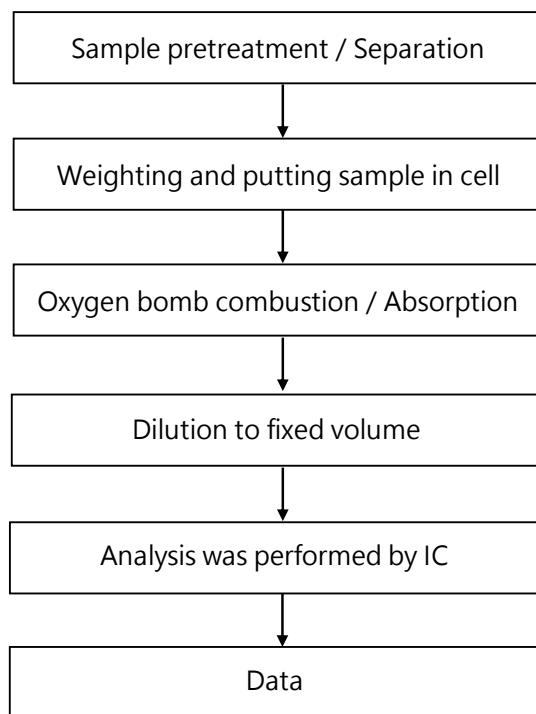 Sample pretreatment / Separation
Weighting and putting sample in cell
Oxygen bomb combustion / Absorption
Dilution to fixed volume
Analysis was performed by IC
Data